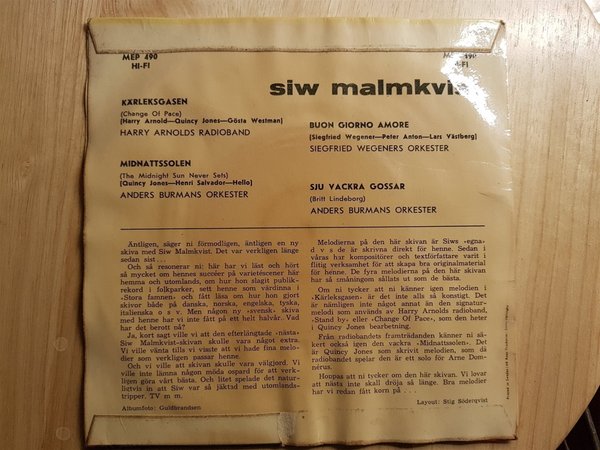 MEP 490
HI-FI
MEP 490
HI-FI
siw malmkvist
KÄRLEKSGASEN
(Change Of Pace)
(Harry Arnold—Quincy Jones—Gösta Westman)
HARRY ARNOLDS RADIOBAND
MIDNATTSSOLEN
(The Midnight Sun Never Sets)
(Quincy Jones—Henri Salvador—Hello)
ANDERS BURMANS ORKESTER
BUON GIORNO AMORE
(Siegfried Wegener—Peter Anton—Lars Västberg)
SIEGFRIED WEGENERS ORKESTER
SJU VACKRA GOSSAR
(Britt Lindeborg)
ANDERS BURMANS ORKESTER
Äntligen, säger ni förmodligen, äntligen en ny
skiva med Siw Malmkvist. Det var verkligen länge
sedan sist . . .
Och så resonerar ni: här har vi läst och hört
så mycket om hennes succéer på varietéscener här
hemma och utomlands, om hur hon slagit publik-
rekord i folkparker, sett henne som värdinna i
›Stora famnen› och fått läsa om hur hon gjort
skivor både på danska, norska, engelska, tyska,
italienska o s v. Men någon ny ›svensk› skiva
med henne har vi inte fått på ett helt halvår. Vad
har det berott på?
Ja, kort sagt ville vi att den efterlängtade ›nästa›
Siw Malmkvist-skivan skulle vara något extra.
Vi ville vänta tills vi visste att vi hade fina melo-
dier som verkligen passar henne.
Och vi ville att skivan skulle vara välgjord. Vi
ville inte lämna någon möda ospard för att verk-
ligen göra vårt bästa. Och litet spelade det natur-
ligtvis in att Siw var så jäktad med utomlands-
tripper, TV m m.
Albumfoto: Guldbrandsen
Melodierna på den här skivan är Siws ›egna›
d v s de är skrivna direkt för henne. Sedan i
våras har kompositörer och textförfattare varit i
flitig verksamhet för att skapa bra originalmaterial
för henne. De fyra melodierna på den här skivan
har så småningom sållats ut som de bästa.
Om ni tycker att ni känner igen melodien i
›Kärleksgasen› är det inte alls så konstigt. Det
är nämligen inte något annat än den signatur-
melodi som används av Harry Arnolds radioband,
›Stand by› eller ›Change Of Pace›, som den heter
i Quincy Jones bearbetning.
Från radiobandets framträdanden känner ni sä-
kert också igen den vackra ›Midnattssolen›. Det
är Quincy Jones som skrivit melodien, som då
radiobandet spelar den är ett solo för Arne Dom-
nérus.
Hoppas att ni tycker om den här skivan. Vi lovar
att nästa inte skall dröja så länge. Bra melodier
har vi redan fått korn på . . .
Layout: Stig Söderqvist